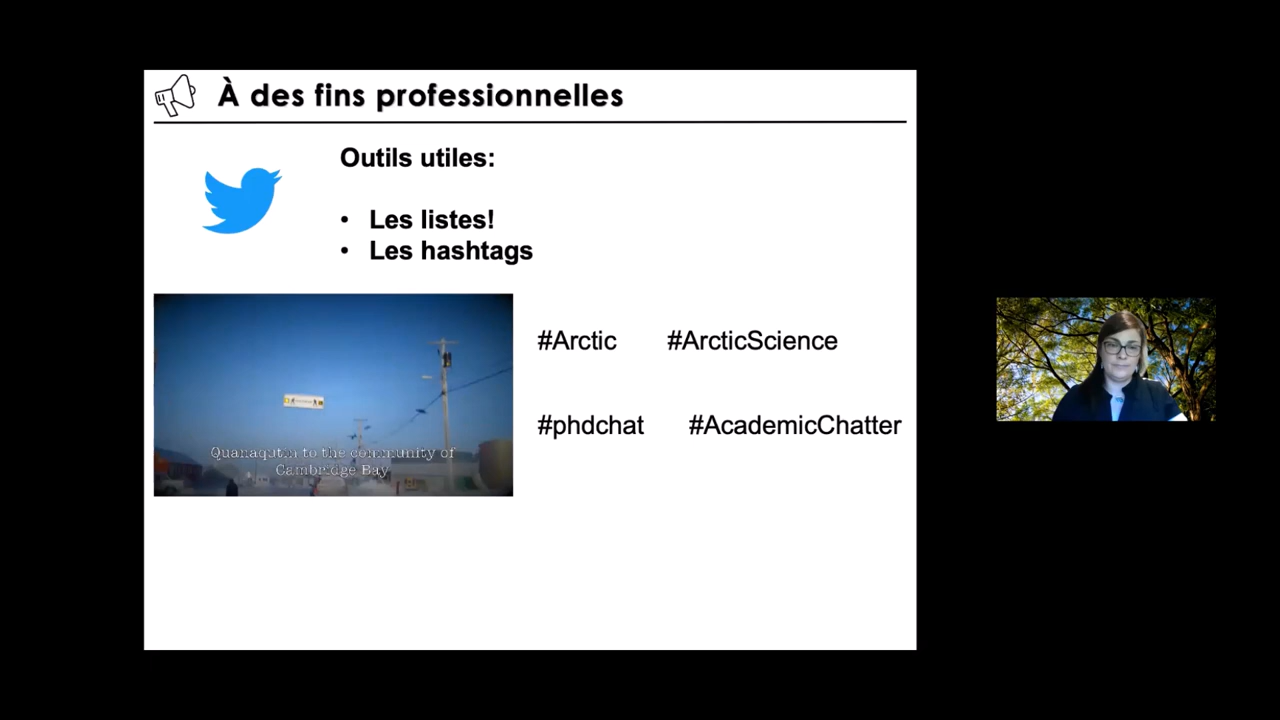 À des fins professionnelles
Outils utiles:
• Les listes!
• Les hashtags
#Arctic #ArcticScience
#phdchat #AcademicChatter
Quanaqutin to the community of
Cambridge Bay